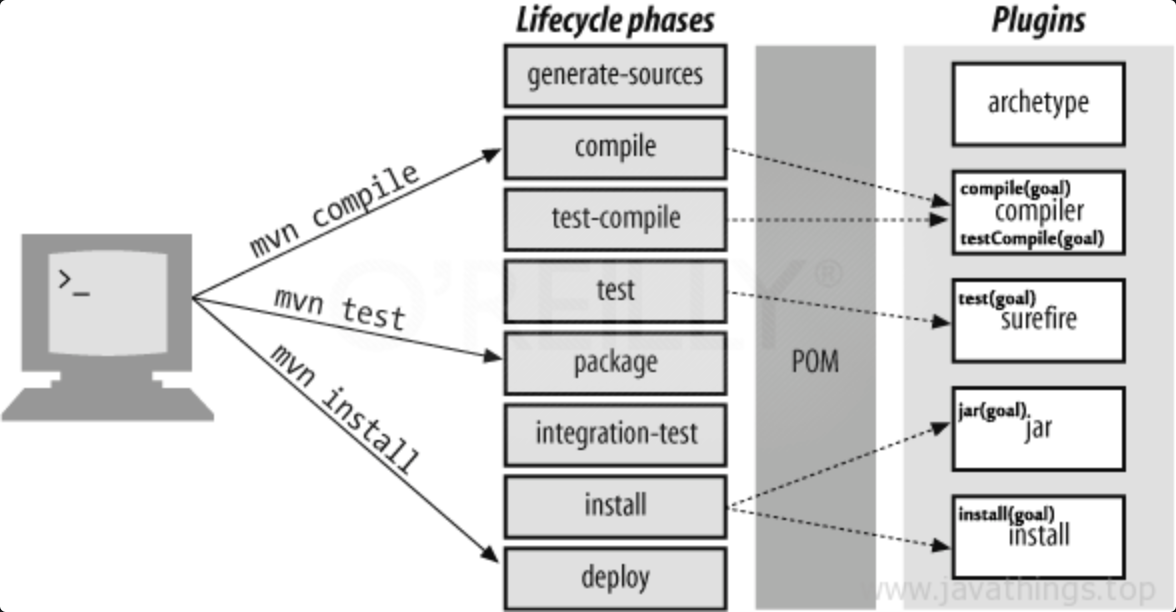 Lifecycle phases
Plugins
generate-sources
compile
test-compile
test
package
integration-test
install
deploy
mvn compile
mvn test
mvn install
>_
POM
archetype
compile(goal)
compiler
testCompile(goal)
test(goal)
surefire
jar(goal)
jar
install(goal)
install
O'REILLY®
www.javathings.top